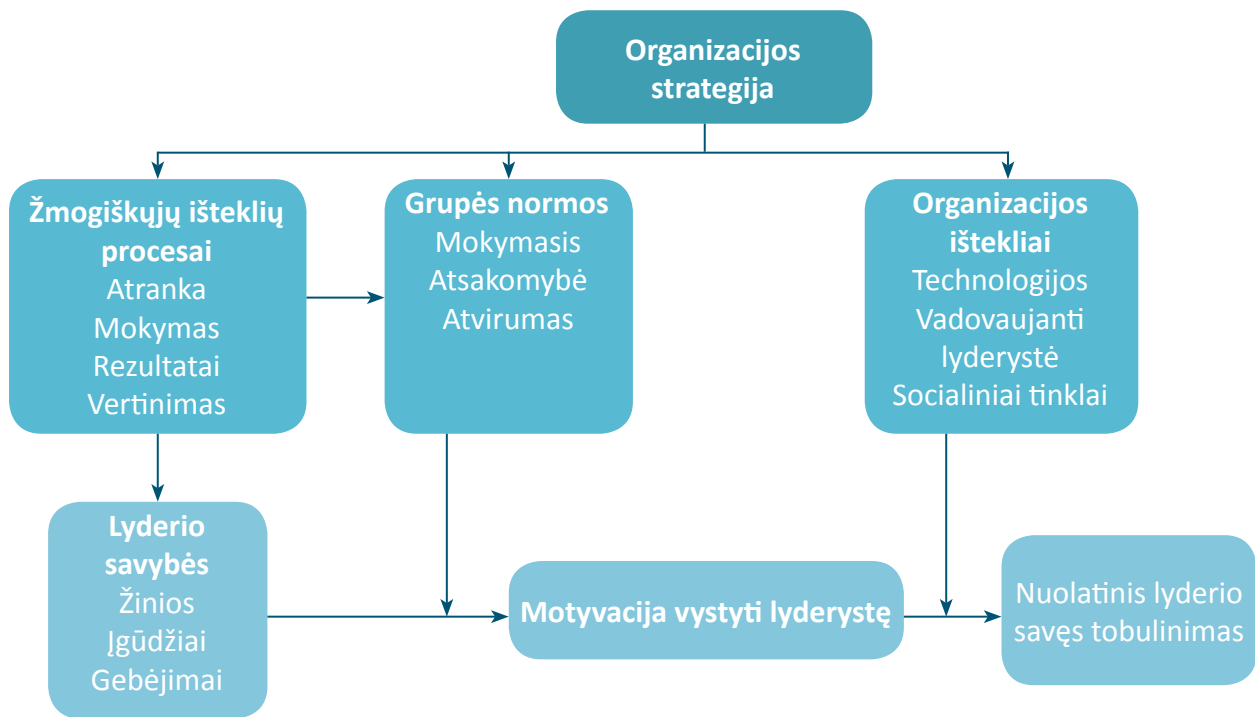 Organizacijos
strategija
Žmogiškųjų išteklių
procesai
Atranka
Mokymas
Rezultatai
Vertinimas
Grupės normos
Mokymasis
Atsakomybė
Atvirumas
Organizacijos
ištekliai
Technologijos
Vadovaujanti
lyderystė
Socialiniai tinklai
Lyderio
savybės
Žinios
Įgūdžiai
Gebėjimai
Motyvacija vystyti lyderystę
Nuolatinis lyderio
savęs tobulinimas